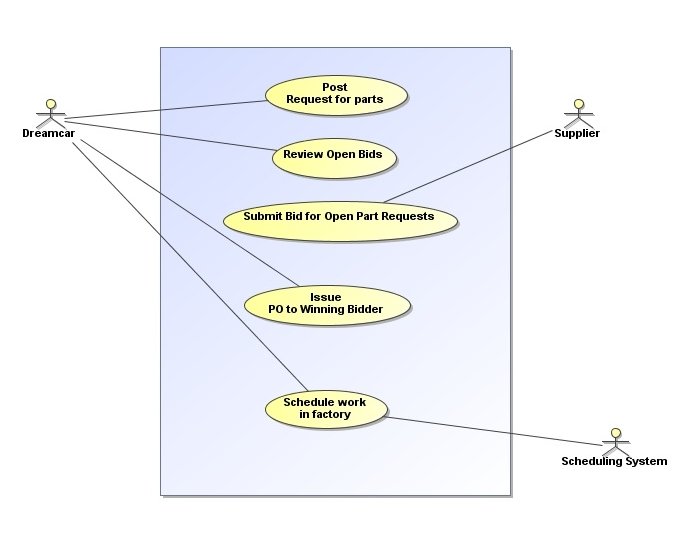 Post
Request for parts
Dreamcar
Supplier
Review Open Bids
Submit Bid for Open Part Requests
Issue
PO to Winning Bidder
Schedule work
in factory
Scheduling System